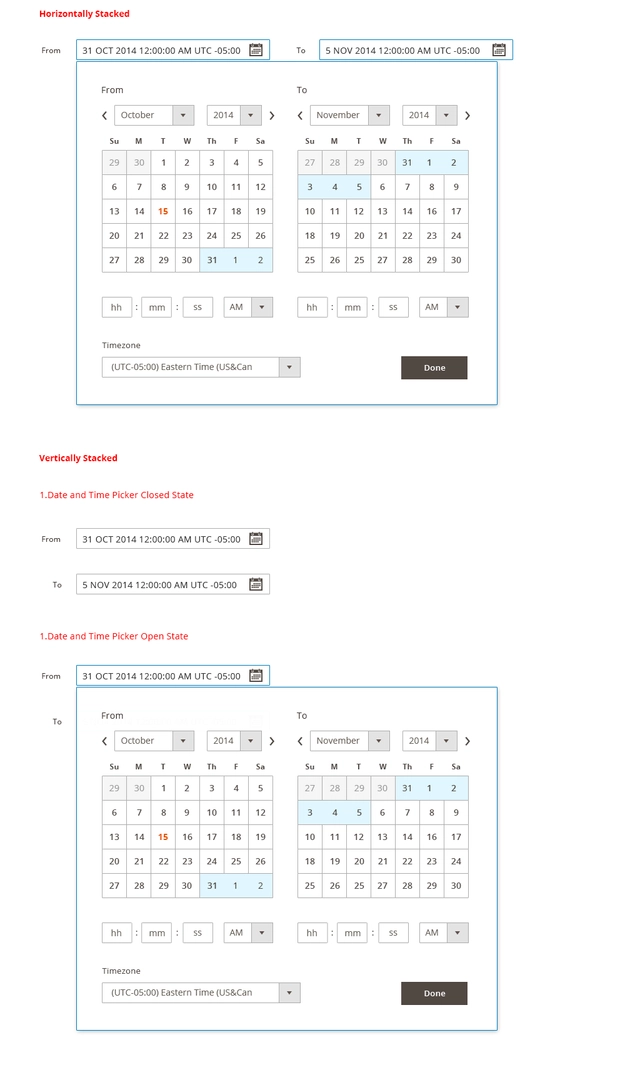 Horizontally Stacked
From 31 OCT 2014 12:00:00 AM UTC -05:00 To 5 NOV 2014 12:00:00 AM UTC -05:00
From To
October 2014 November 2014
Su M T W Th F Sa Su M T W Th F Sa
29 30 1 2 3 4 5 27 28 29 30 31 1 2
6 7 8 9 10 11 12 3 4 5 6 7 8 9
13 14 15 16 17 18 19 10 11 12 13 14 15 16 17
20 21 22 23 24 25 26 18 19 20 21 22 23 24
27 28 29 30 31 1 2 25 26 27 28 29 30
hh : mm : ss AM hh : mm : ss AM
Timezone
(UTC-05:00) Eastern Time (US&Can Done
Vertically Stacked
1.Date and Time Picker Closed State
From 31 OCT 2014 12:00:00 AM UTC -05:00
To 5 NOV 2014 12:00:00 AM UTC -05:00
1.Date and Time Picker Open State
From 31 OCT 2014 12:00:00 AM UTC -05:00
To
From To
October 2014 November 2014
Su M T W Th F Sa Su M T W Th F Sa
29 30 1 2 3 4 5 27 28 29 30 31 1 2
6 7 8 9 10 11 12 3 4 5 6 7 8 9
13 14 15 16 17 18 19 10 11 12 13 14 16 17
20 21 22 23 24 25 26 18 19 20 21 22 23 24
27 28 29 30 31 1 2 25 26 27 28 29 30
hh : mm : ss AM hh : mm : ss AM
Timezone
(UTC-05:00) Eastern Time (US&Can Done